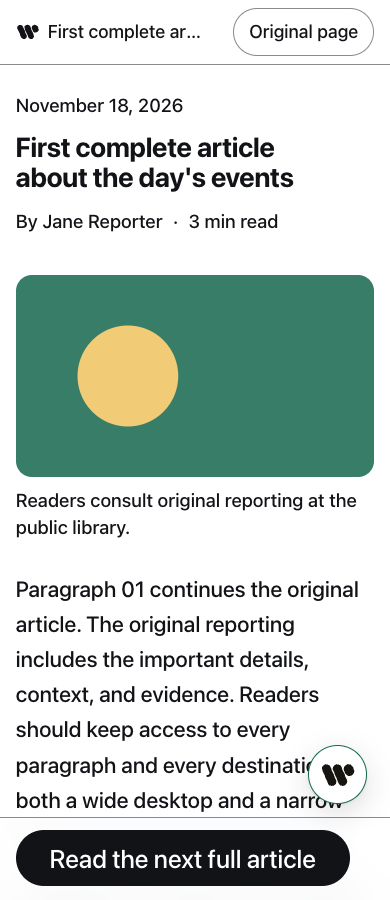 First complete ar...
Original page
November 18, 2026
First complete article
about the day's events
By Jane Reporter · 3 min read
Readers consult original reporting at the
public library.
Paragraph 01 continues the original
article. The original reporting
includes the important details,
context, and evidence. Readers
should keep access to every
paragraph and every
both a wide desktop and a narrow
Read the next full article